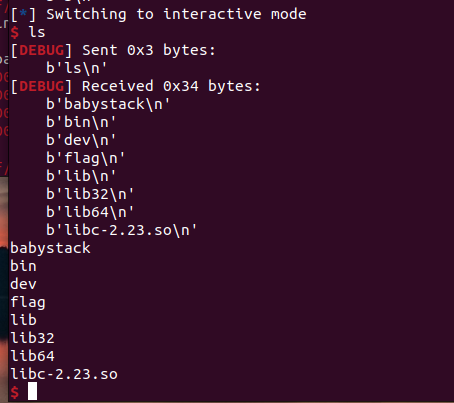 [*] Switching to interactive mode
$ ls
[DEBUG] Sent 0x3 bytes:
    b'ls\n'
[DEBUG] Received 0x34 bytes:
    b'babystack\n'
    b'bin\n'
    b'dev\n'
    b'flag\n'
    b'lib\n'
    b'lib32\n'
    b'lib64\n'
    b'libc-2.23.so\n'
babystack
bin
dev
flag
lib
lib32
lib64
libc-2.23.so
$